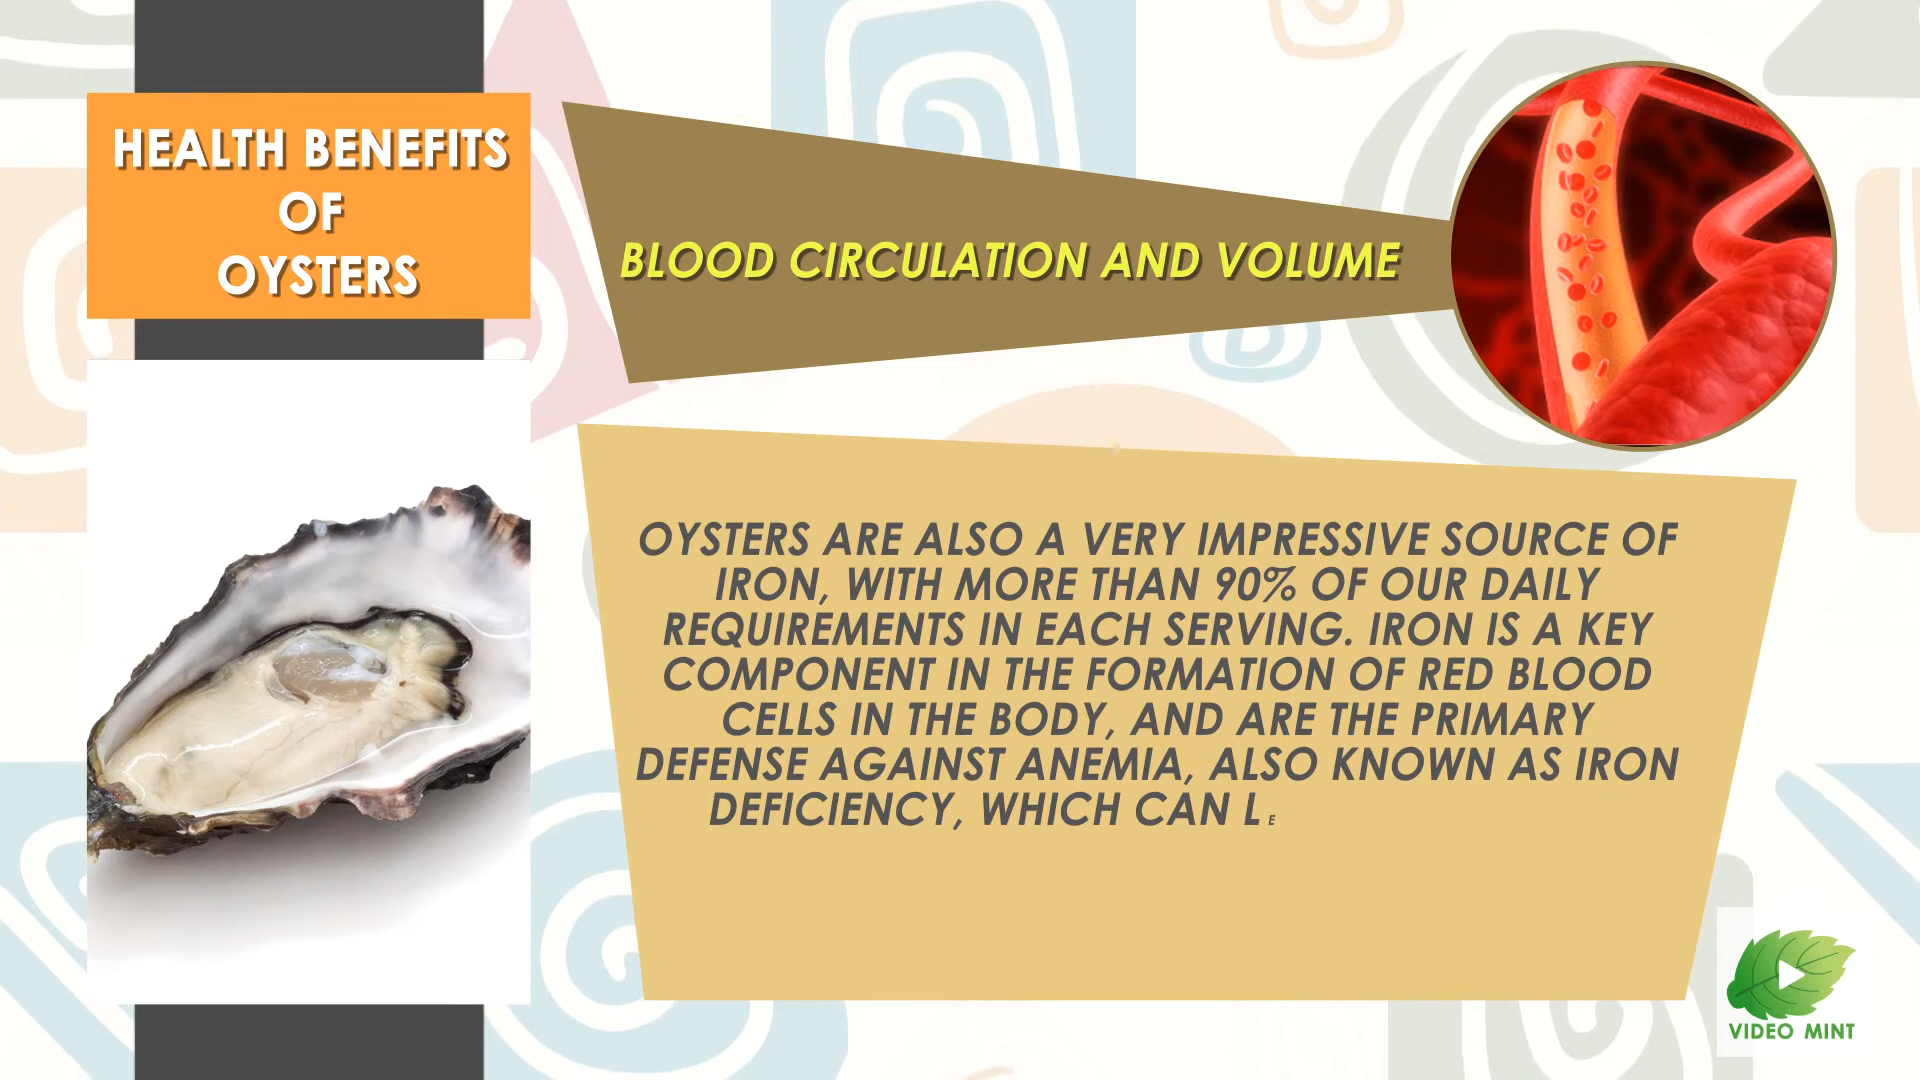 HEALTH BENEFITS
OF
OYSTERS
BLOOD CIRCULATION AND VOLUME
OYSTERS ARE ALSO A VERY IMPRESSIVE SOURCE OF
IRON, WITH MORE THAN 90% OF OUR DAILY
REQUIREMENTS IN EACH SERVING. IRON IS A KEY
COMPONENT IN THE FORMATION OF RED BLOOD
CELLS IN THE BODY, AND ARE THE PRIMARY
DEFENSE AGAINST ANEMIA, ALSO KNOWN AS IRON
DEFICIENCY, WHICH CAN LE
VIDEO MINT